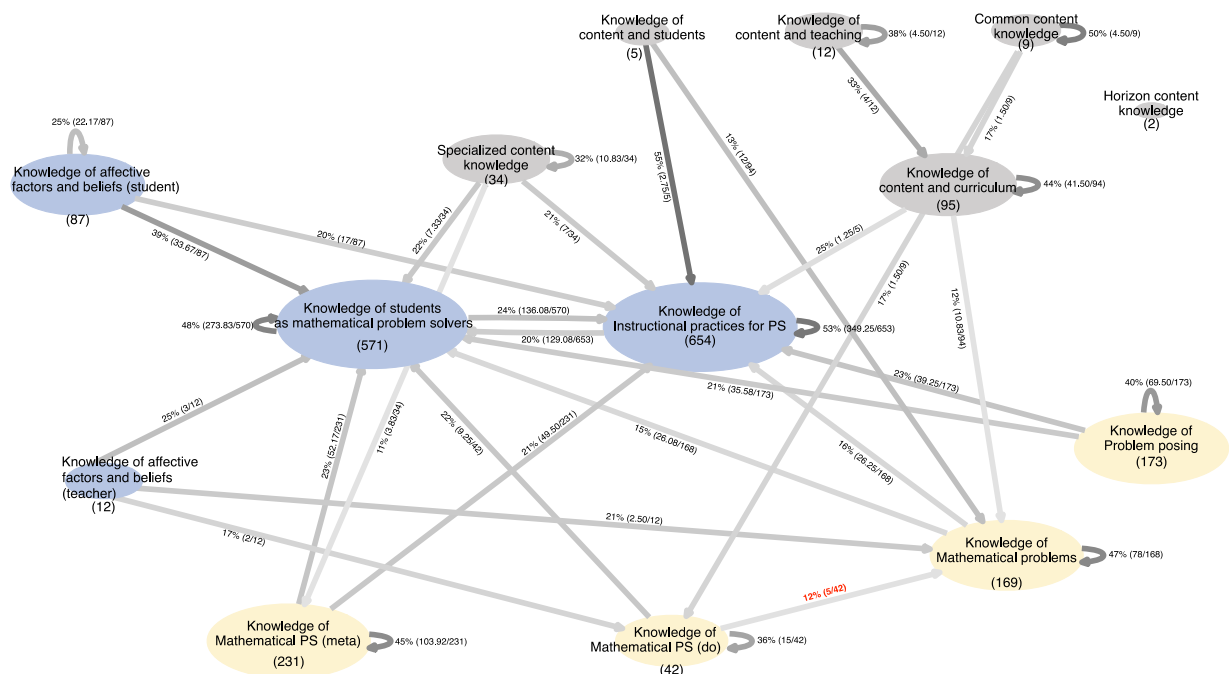 Knowledge of
content and students
(5)
Knowledge of
content and teaching
(12)
38% (4.50/12)
Common content
knowledge
(9)
50% (4.50/9)
33% (4/12)
17% (1.50/9)
Horizon content
knowledge
(2)
25% (22.17/87)
Knowledge of affective
factors and beliefs (student)
(87)
Specialized content
knowledge
(34)
32% (10.83/34)
55% (2.75/5)
13% (12/94)
Knowledge of
content and curriculum
(95)
44% (41.50/94)
39% (33.67/87)
20% (17/87)
22% (7.33/34)
21% (7/34)
25% (1.25/5)
17% (1.50/9)
12% (10.83/94)
Knowledge of students
as mathematical problem solvers
(571)
48% (273.83/570)
24% (136.08/570)
20% (129.08/653)
Knowledge of
Instructional practices for PS
(654)
53% (349.25/653)
21% (35.58/173)
23% (39.25/173)
40% (69.50/173)
Knowledge of
Problem posing
(173)
25% (3/12)
23% (52.17/231)
11% (3.83/34)
22% (9.25/42)
21% (49.50/231)
15% (26.08/168)
16% (26.25/168)
Knowledge of affective
factors and beliefs
(teacher)
(12)
21% (2.50/12)
17% (2/12)
Knowledge of
Mathematical problems
(169)
47% (78/168)
12% (5/42)
Knowledge of
Mathematical PS (meta)
(231)
45% (103.92/231)
Knowledge of
Mathematical PS (do)
(42)
36% (15/42)